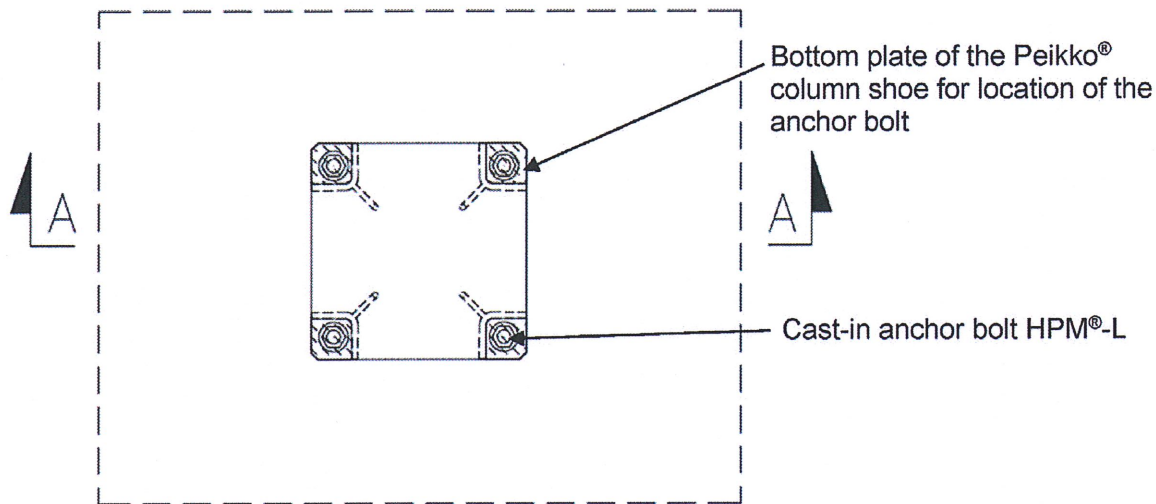 Bottom plate of the Peikko®
column shoe for location of the
anchor bolt
A
A
Cast-in anchor bolt HPM®-L